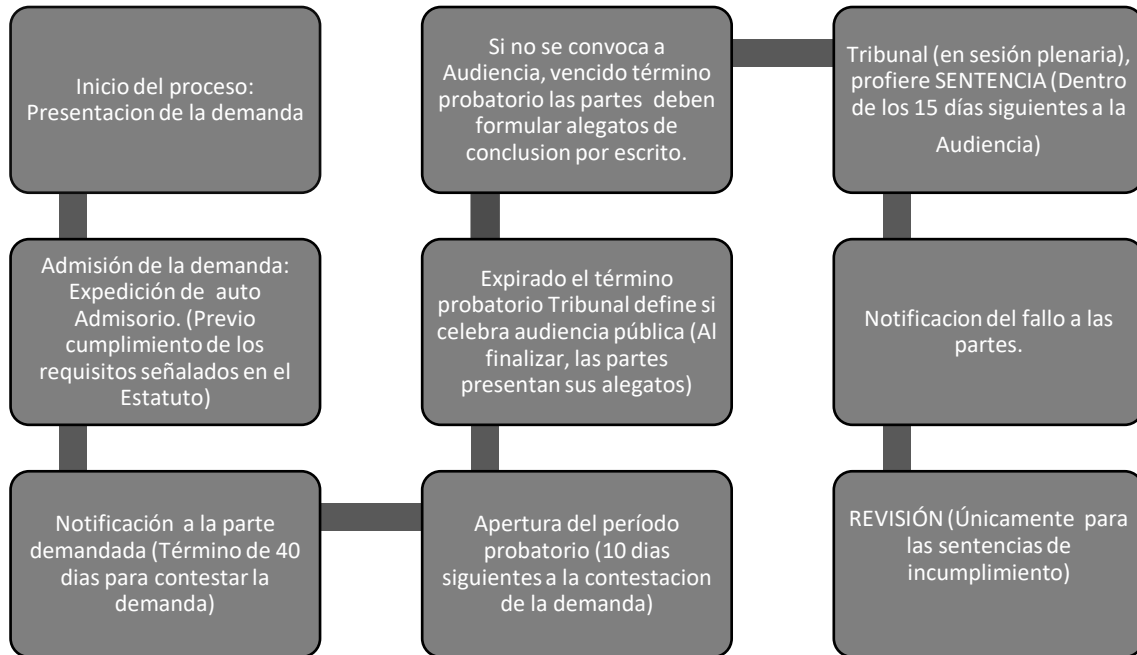 Inicio del proceso:
Presentacion de la demanda
Admisión de la demanda:
Expedición de auto
Admisorio. (Previo
cumplimiento de los
requisitos señalados en el
Estatuto)
Notificación a la parte
demandada (Término de 40
dias para contestar la
demanda)
Apertura del período
probatorio (10 dias
siguientes a la contestacion
de la demanda)
Expirado el término
probatorio Tribunal define si
celebra audiencia pública (Al
finalizar, las partes
presentan sus alegatos)
Si no se convoca a
Audiencia, vencido término
probatorio las partes deben
formular alegatos de
conclusion por escrito.
Tribunal (en sesión plenaria),
profiere SENTENCIA (Dentro
de los 15 días siguientes a la
Audiencia)
Notificacion del fallo a las
partes.
REVISIÓN (Únicamente para
las sentencias de
incumplimiento)